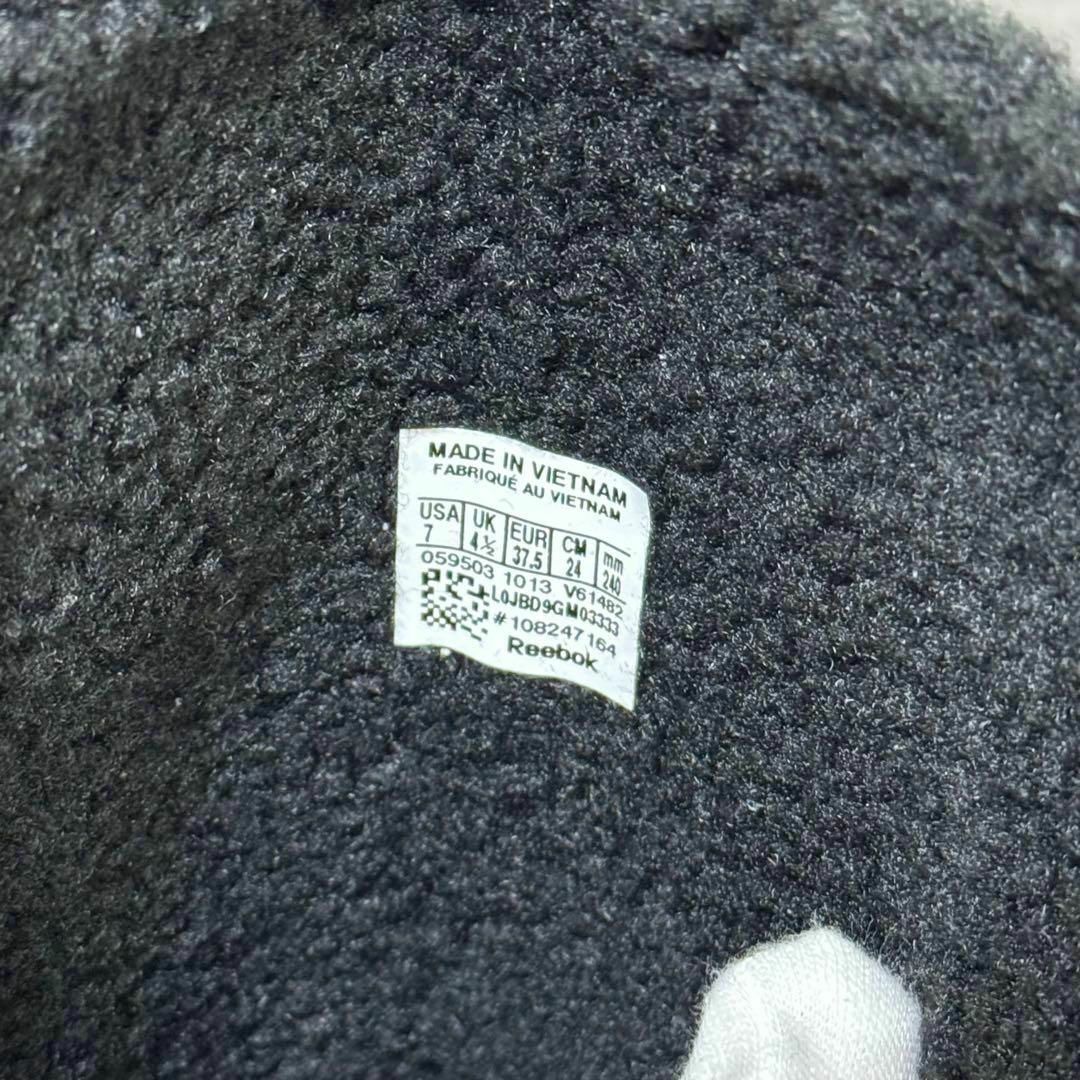 MADE IN VIETNAM
FABRIQUÉ AU VIETNAM
USA UK EUR CM mm
7 4½ 37.5 24 240
059503 1013 V61482
+L0JBD9GM03333
#108247164
Reebok